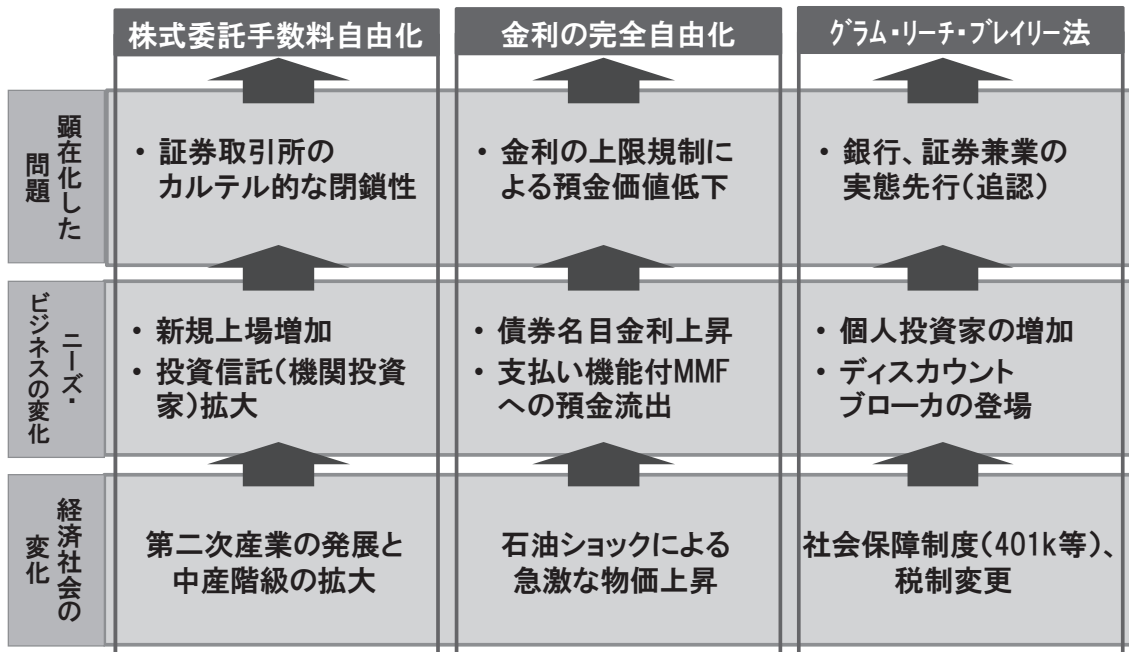 株式委託手数料自由化
金利の完全自由化
グラム・リーチ・ブレイリー法
顕在化した
問題
・ 証券取引所の
カルテル的な閉鎖性
・ 金利の上限規制に
よる預金価値低下
・ 銀行、証券兼業の
実態先行(追認)
ニーズ・
ビジネスの変化
・ 新規上場増加
・ 投資信託(機関投資
家)拡大
・ 債券名目金利上昇
・ 支払い機能付MMF
への預金流出
・ 個人投資家の増加
・ ディスカウント
ブローカの登場
経済社会の
変化
第二次産業の発展と
中産階級の拡大
石油ショックによる
急激な物価上昇
社会保障制度(401k等)、
税制変更